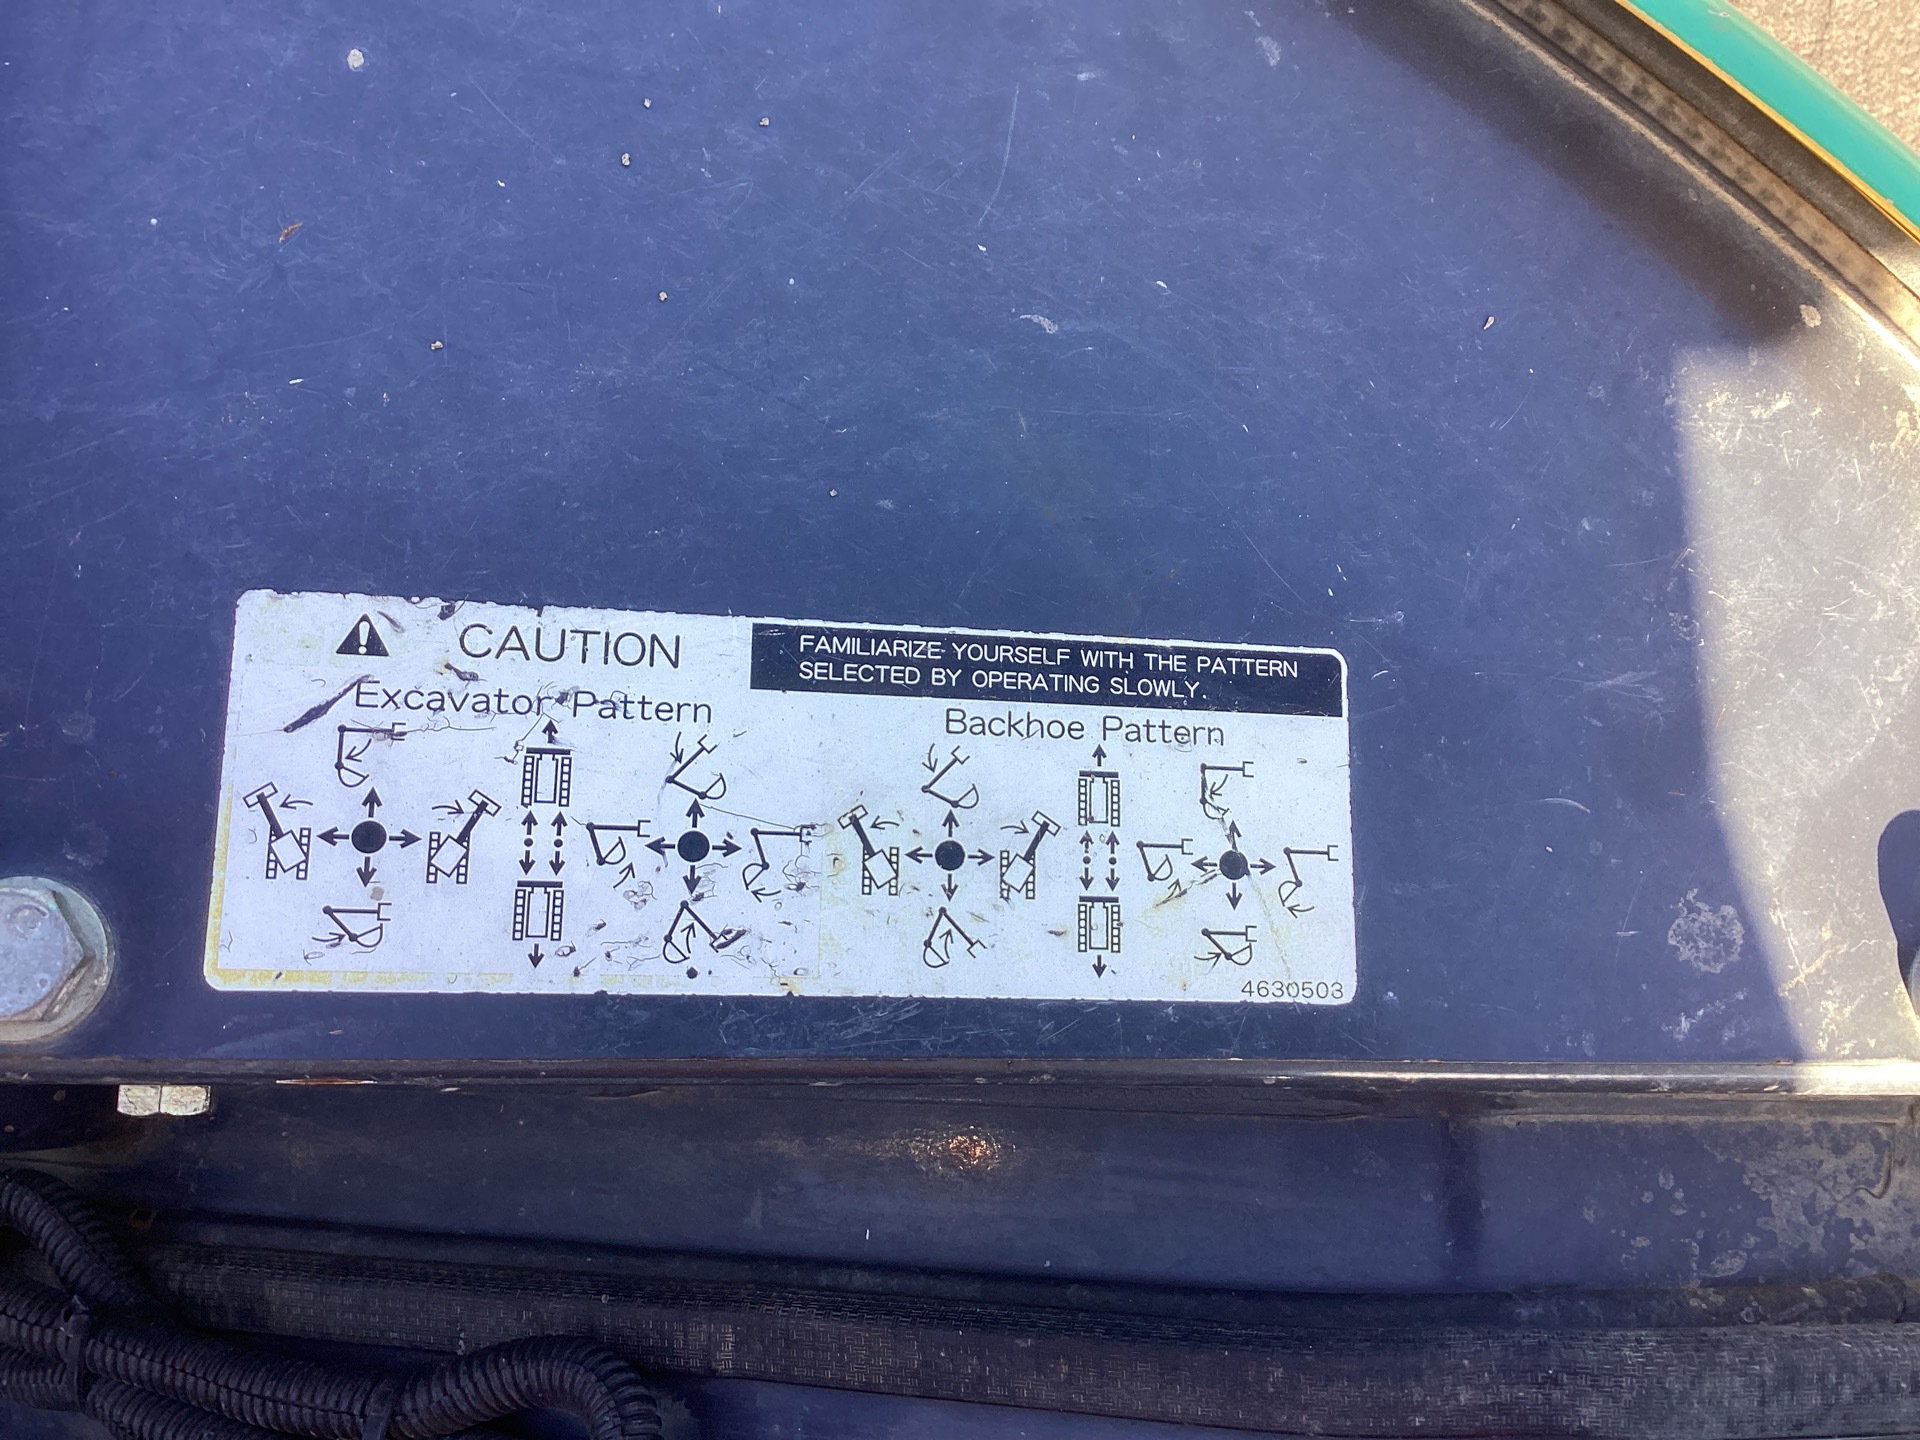 CAUTION
FAMILIARIZE YOURSELF WITH THE PATTERN
SELECTED BY OPERATING SLOWLY.
Excavator Pattern
Backhoe Pattern
4630503